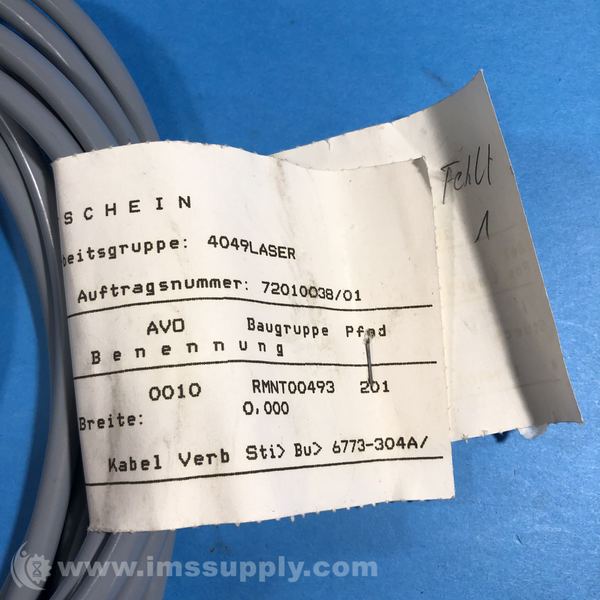 SCHEIN
beitsgruppe: 4049LASER
Auftragsnummer: 72010038/01
AVO Baugruppe Pfad
Benennung
0010 RMNT00493 201
Breite: 0,000
Kabel Verb Sti> Bu> 6773-304A/
Fehlt
1
www.imssupply.com